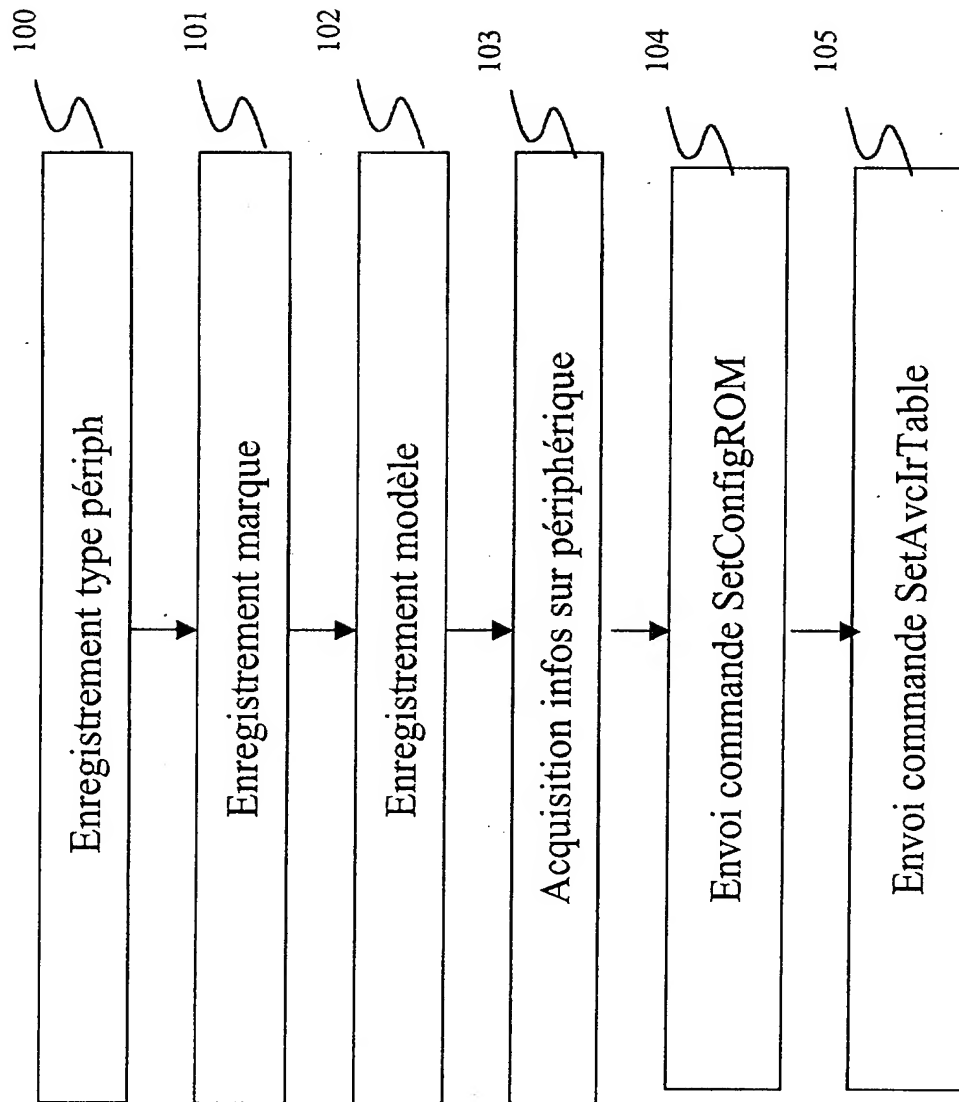 Enregistrement type périph
100
Enregistrement marque
101
Enregistrement modèle
102
Acquisition infos sur périphérique
103
Envoi commande SetConfigROM
104
Envoi commande SetAvcIrTable
105